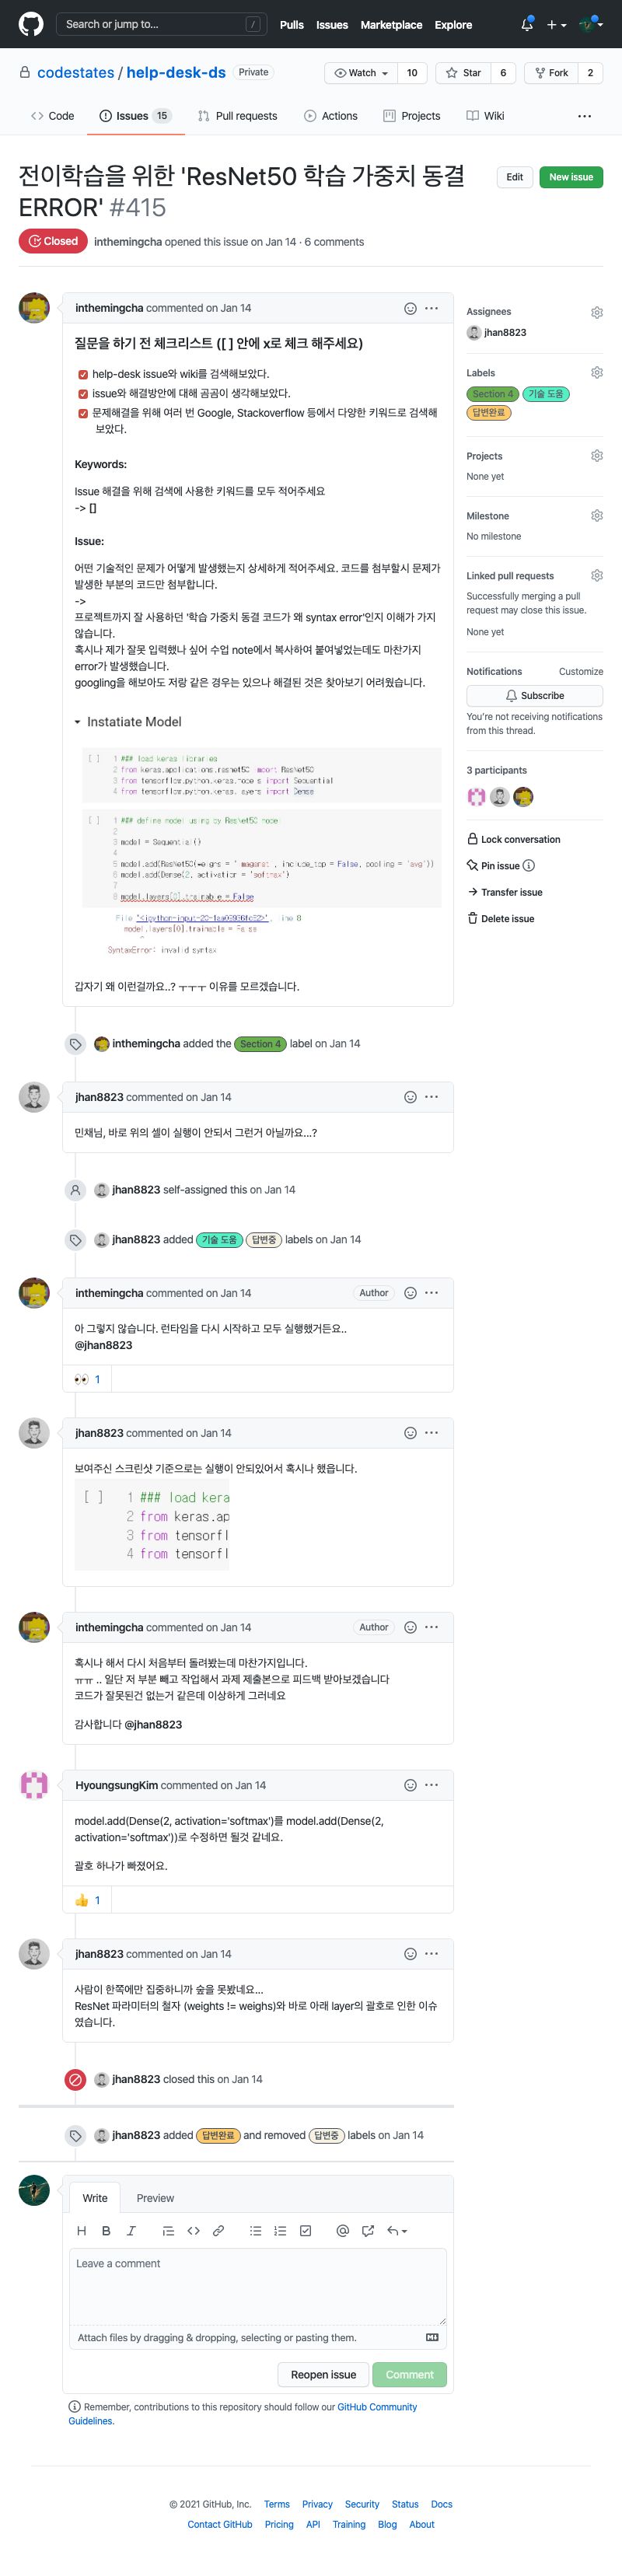 Search or jump to...
/
Pulls Issues Marketplace Explore
codestates / help-desk-ds Private
Watch 10 Star 6 Fork 2
Code Issues 15 Pull requests Actions Projects Wiki
전이학습을 위한 'ResNet50 학습 가중치 동결
ERROR' #415
Edit New issue
Closed inthemingcha opened this issue on Jan 14 · 6 comments
inthemingcha commented on Jan 14
질문을 하기 전 체크리스트 ([ ] 안에 x로 체크 해주세요)
help-desk issue와 wiki를 검색해보았다.
issue와 해결방안에 대해 곰곰이 생각해보았다.
문제해결을 위해 여러 번 Google, Stackoverflow 등에서 다양한 키워드로 검색해
보았다.
Keywords:
Issue 해결을 위해 검색에 사용한 키워드를 모두 적어주세요
-> []
Issue:
어떤 기술적인 문제가 어떻게 발생했는지 상세하게 적어주세요. 코드를 첨부할시 문제가
발생한 부분의 코드만 첨부합니다.
->
프로젝트까지 잘 사용하던 '학습 가중치 동결 코드가 왜 syntax error'인지 이해가 가지
않습니다.
혹시나 제가 잘못 입력했나 싶어 수업 note에서 복사하여 붙여넣었는데도 마찬가지
error가 발생했습니다.
googling을 해보아도 저랑 같은 경우는 있으나 해결된 것은 찾아보기 어려웠습니다.
Instatiate Model
[ ] 1 ### load keras libraries
2 from keras.applications.resnet50 import ResNet50
3 from tensorflow.python.keras.models import Sequential
4 from tensorflow.python.keras.layers import Dense
[ ] 1 ### define model using by ResNet50 model
2
3 model = Sequential()
4
5 model.add(ResNet50(weighs = 'imagenet', include_top = False, pooling = 'avg'))
6 model.add(Dense(2, activation = 'softmax')
7
8 model.layers[0].trainable = False
line 8
model.layers[0].trainable = False
^
SyntaxError: invalid syntax
갑자기 왜 이런걸까요..? ㅜㅜㅜ 이유를 모르겠습니다.
inthemingcha added the Section 4 label on Jan 14
jhan8823 commented on Jan 14
민채님, 바로 위의 셀이 실행이 안되서 그런거 아닐까요...?
jhan8823 self-assigned this on Jan 14
jhan8823 added 기술 도움 답변중 labels on Jan 14
inthemingcha commented on Jan 14 Author
아 그렇지 않습니다. 런타임을 다시 시작하고 모두 실행했거든요..
@jhan8823
👀 1
jhan8823 commented on Jan 14
보여주신 스크린샷 기준으로는 실행이 안되있어서 혹시나 했읍니다.
[ ] 1 ### load kera
2 from keras.ap
3 from tensorfl
4 from tensorfl
inthemingcha commented on Jan 14 Author
혹시나 해서 다시 처음부터 돌려봤는데 마찬가지입니다.
ㅠㅠ .. 일단 저 부분 빼고 작업해서 과제 제출본으로 피드백 받아보겠습니다
코드가 잘못된건 없는거 같은데 이상하게 그러네요
감사합니다 @jhan8823
HyoungsungKim commented on Jan 14
model.add(Dense(2, activation='softmax')를 model.add(Dense(2,
activation='softmax'))로 수정하면 될것 같네요.
괄호 하나가 빠졌어요.
👍 1
jhan8823 commented on Jan 14
사람이 한쪽에만 집중하니까 숲을 못봤네요...
ResNet 파라미터의 철자 (weights != weighs)와 바로 아래 layer의 괄호로 인한 이슈
였습니다.
jhan8823 closed this on Jan 14
jhan8823 added 답변완료 and removed 답변중 labels on Jan 14
Write Preview
Leave a comment
Attach files by dragging & dropping, selecting or pasting them.
Reopen issue Comment
Remember, contributions to this repository should follow our GitHub Community
Guidelines.
Assignees
jhan8823
Labels
Section 4 기술 도움
답변완료
Projects
None yet
Milestone
No milestone
Linked pull requests
Successfully merging a pull
request may close this issue.
None yet
Notifications Customize
Subscribe
You're not receiving notifications
from this thread.
3 participants
Lock conversation
Pin issue
Transfer issue
Delete issue
© 2021 GitHub, Inc. Terms Privacy Security Status Docs
Contact GitHub Pricing API Training Blog About